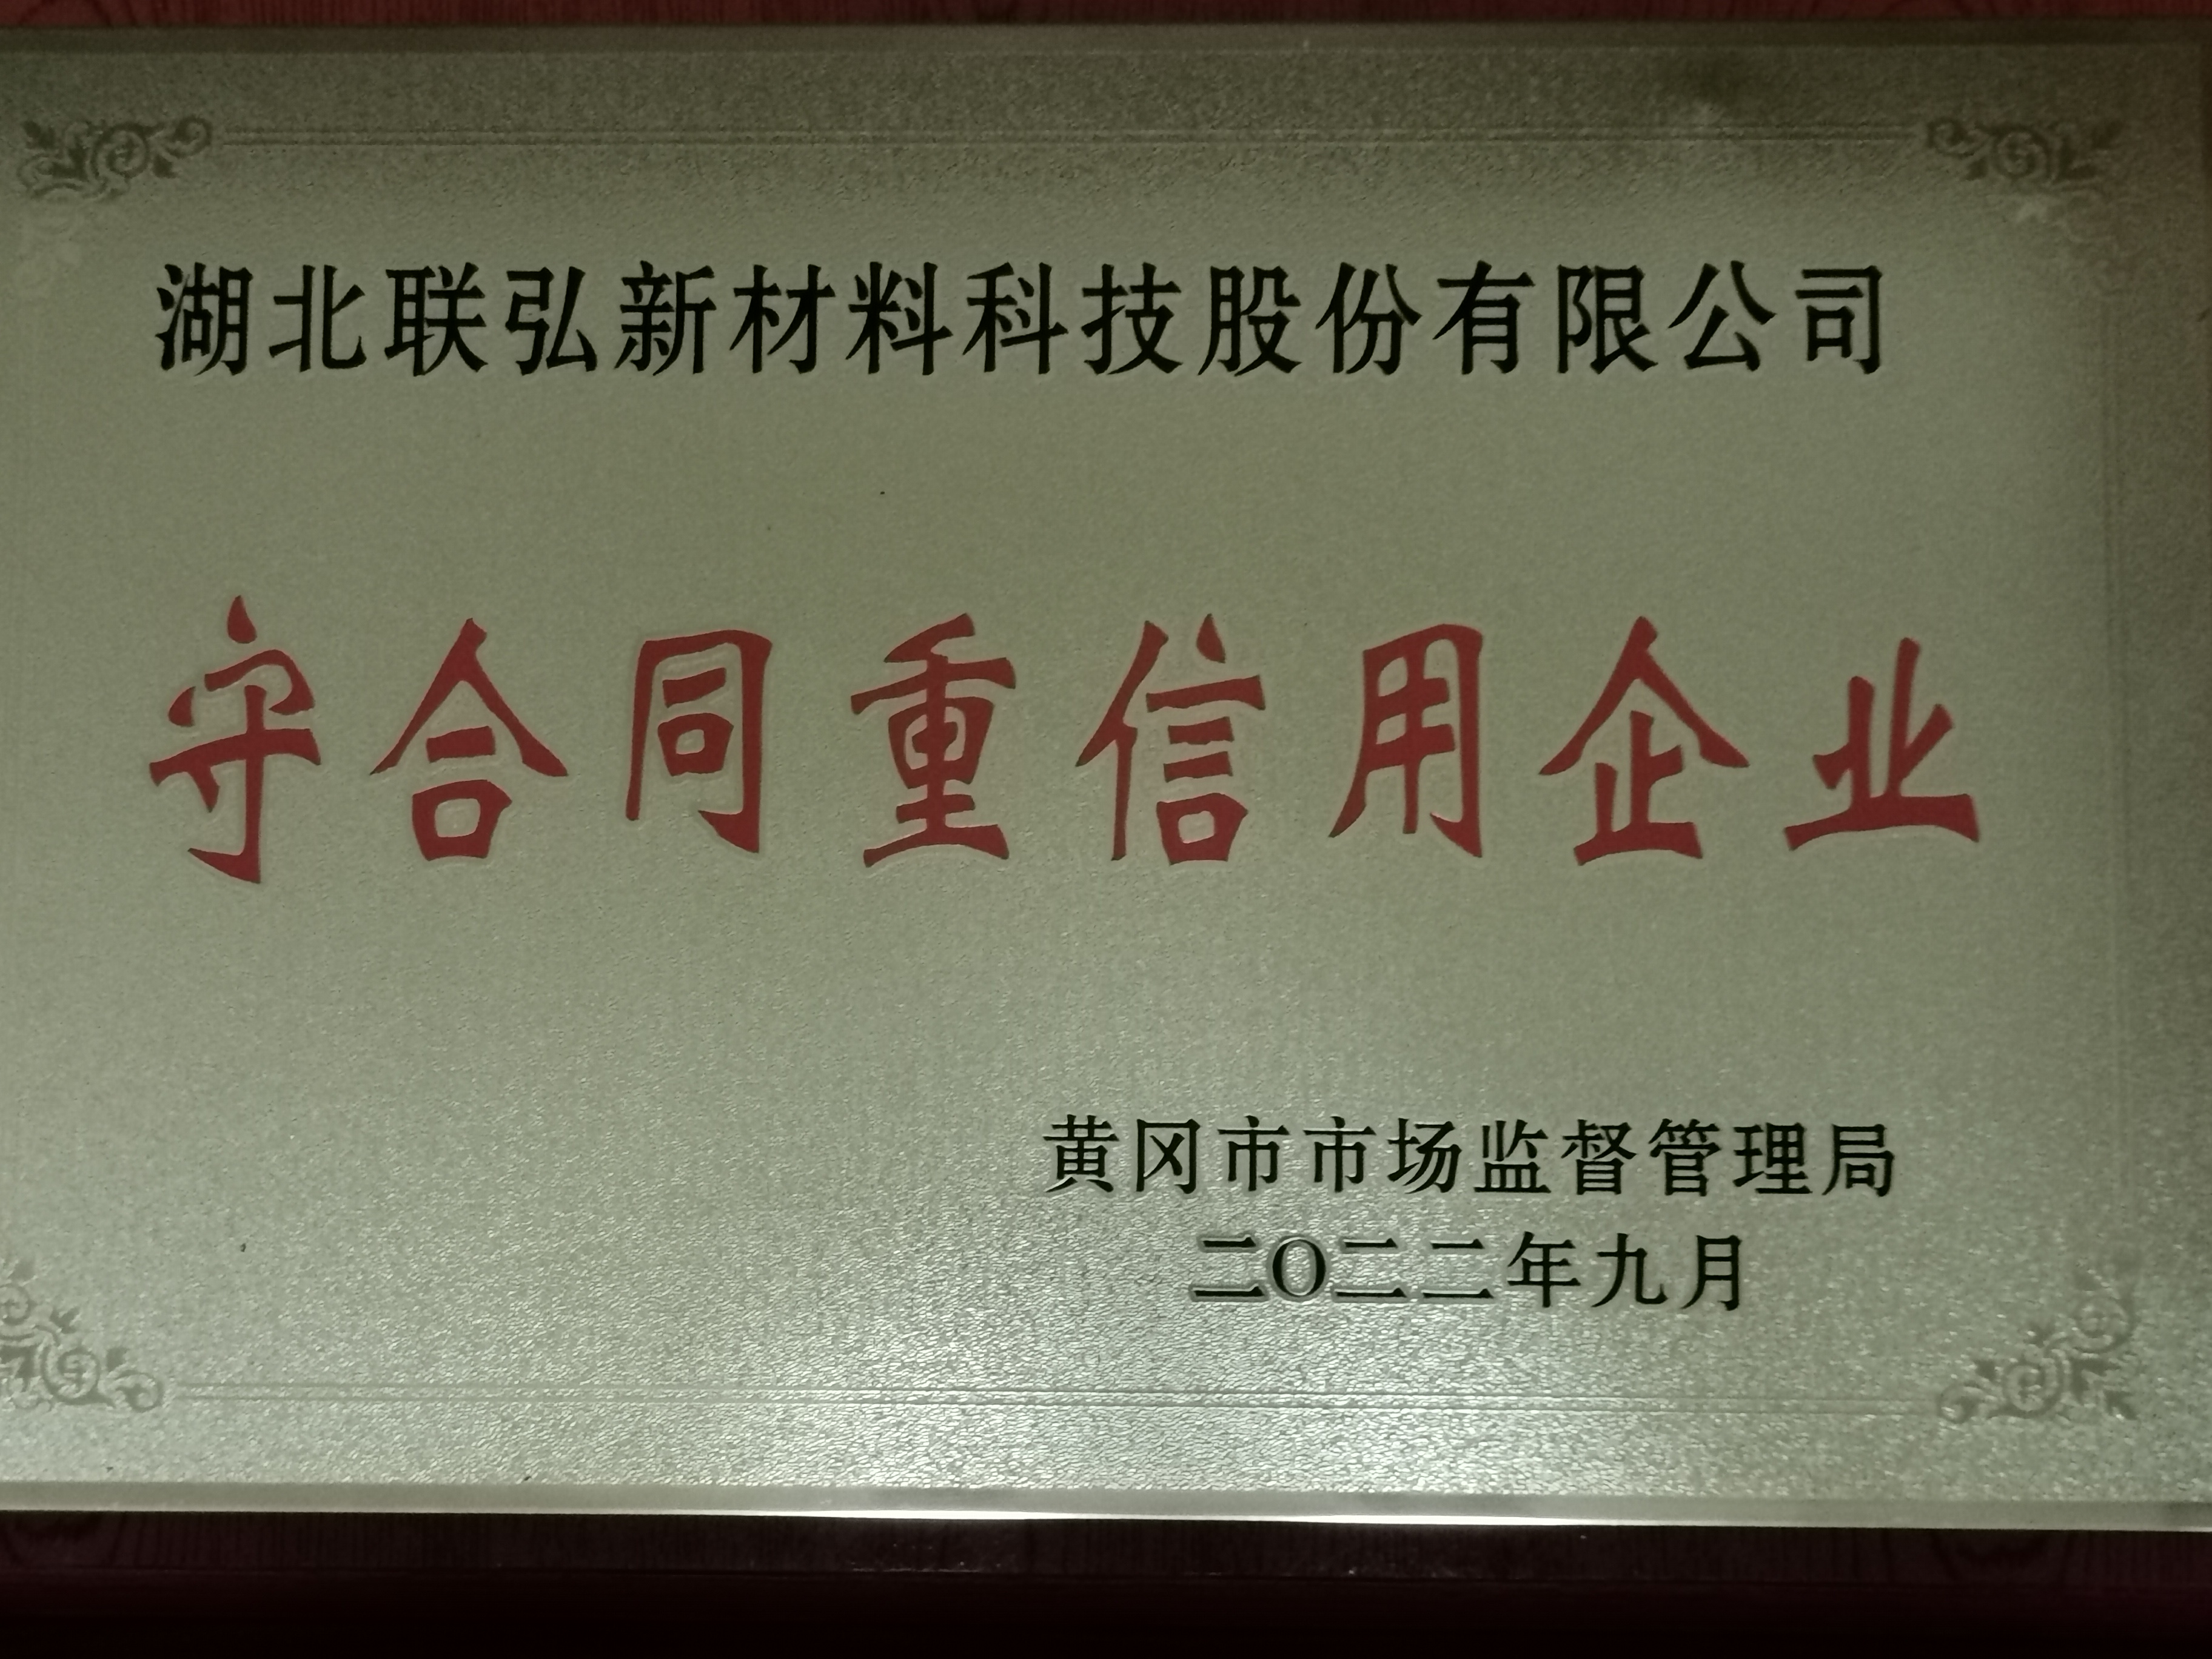 湖北联弘新材料科技股份有限公司
守合同重信用企业
黄冈市市场监督管理局
二O二二年九月